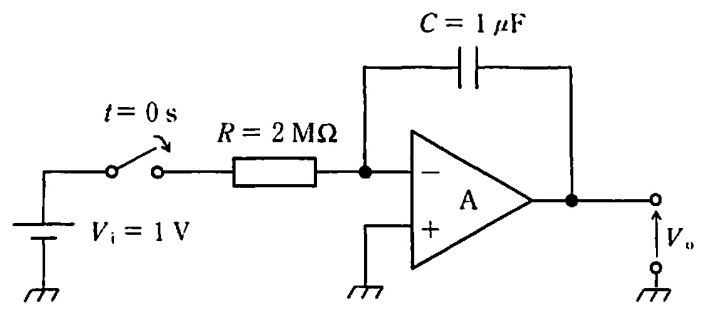 C = 1 μF
t = 0 s
R = 2 MΩ
−
A
+
V_i = 1 V
V_o